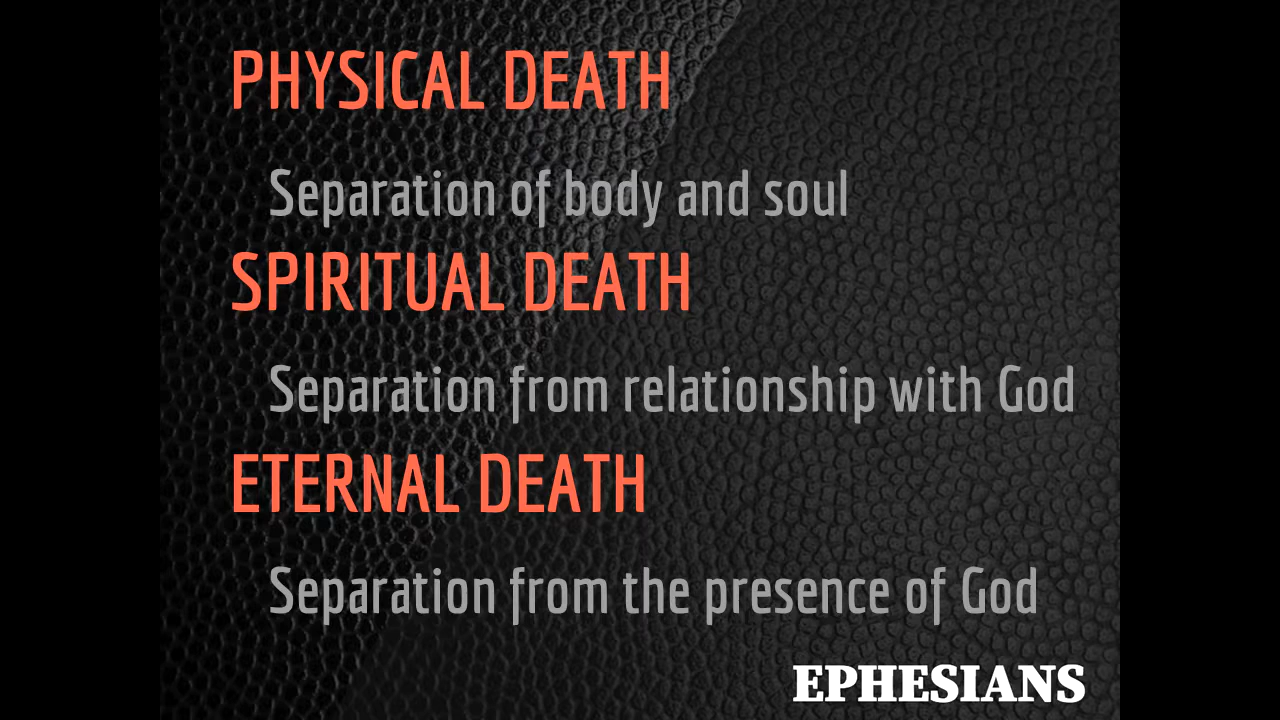 PHYSICAL DEATH
Separation of body and soul
SPIRITUAL DEATH
Separation from relationship with God
ETERNAL DEATH
Separation from the presence of God
EPHESIANS